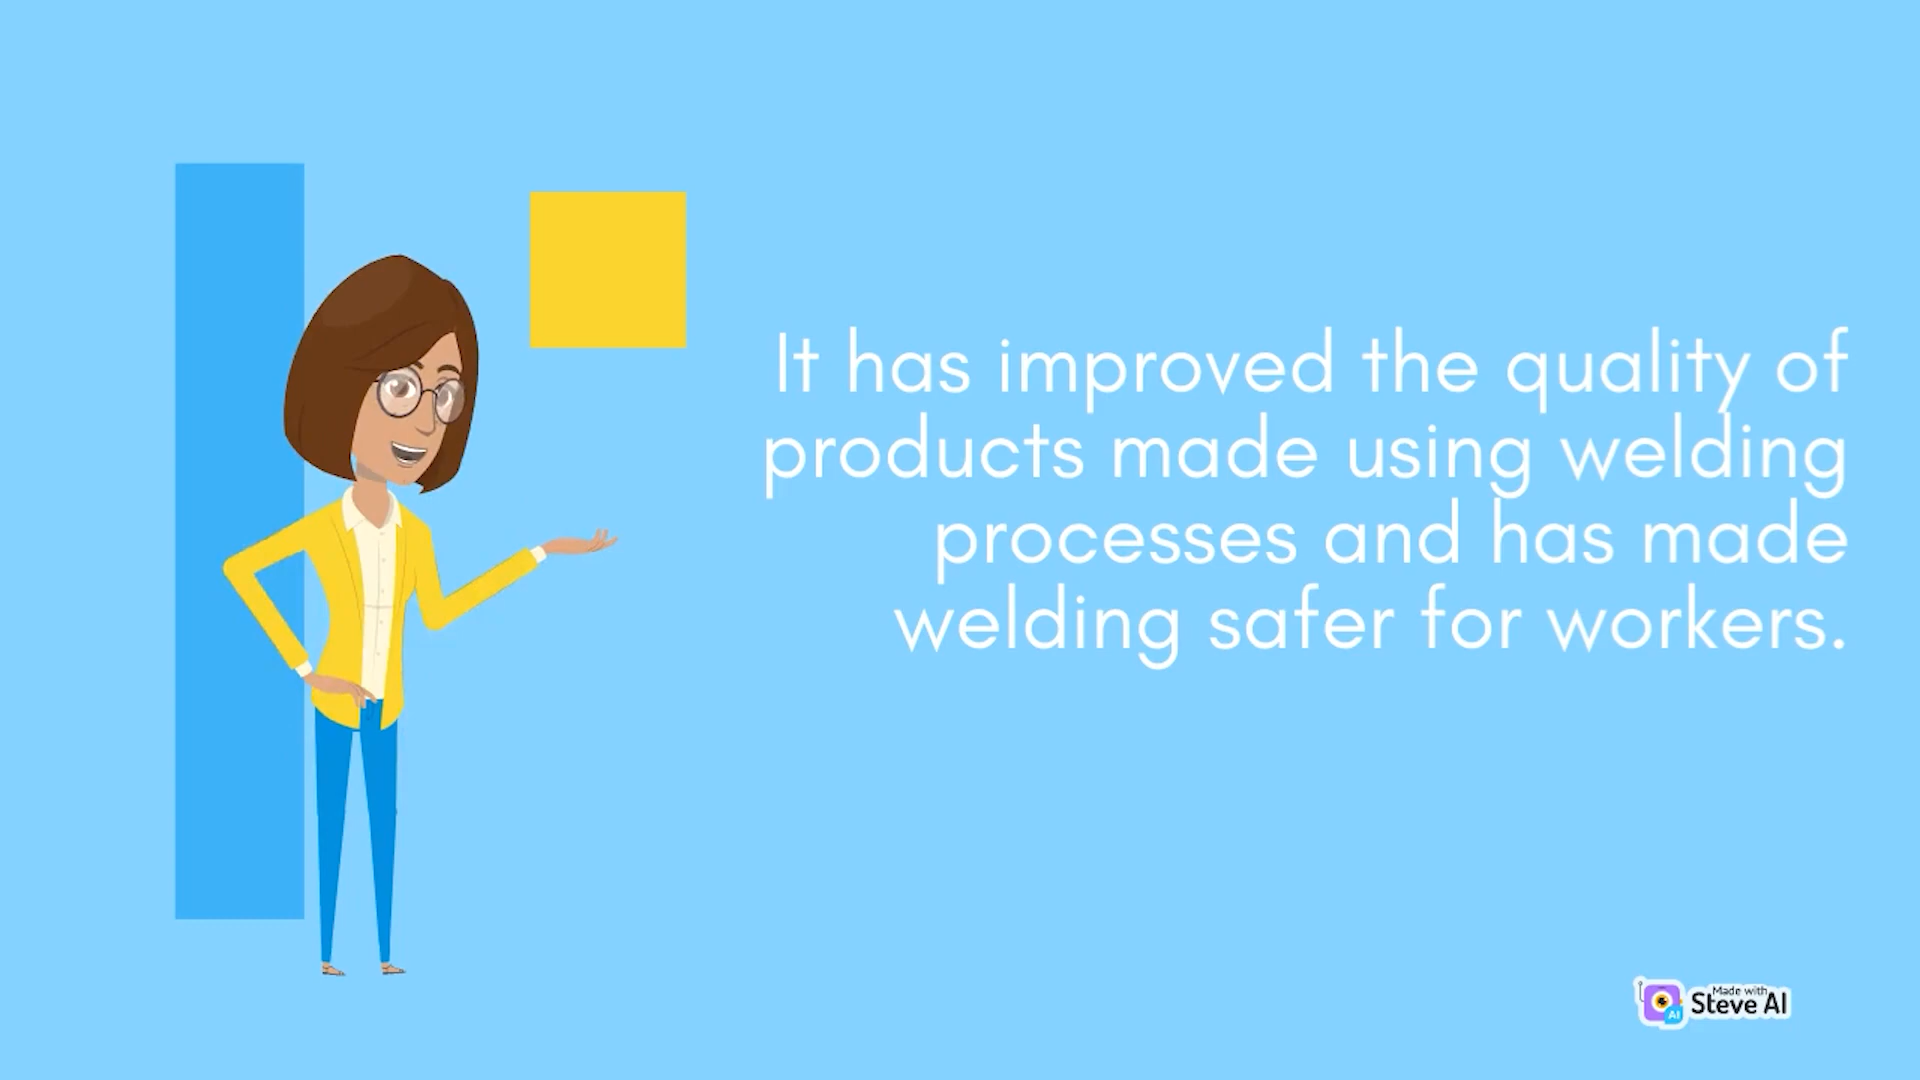 It has improved the quality of
products made using welding
processes and has made
welding safer for workers.
Made with
Steve AI
AI